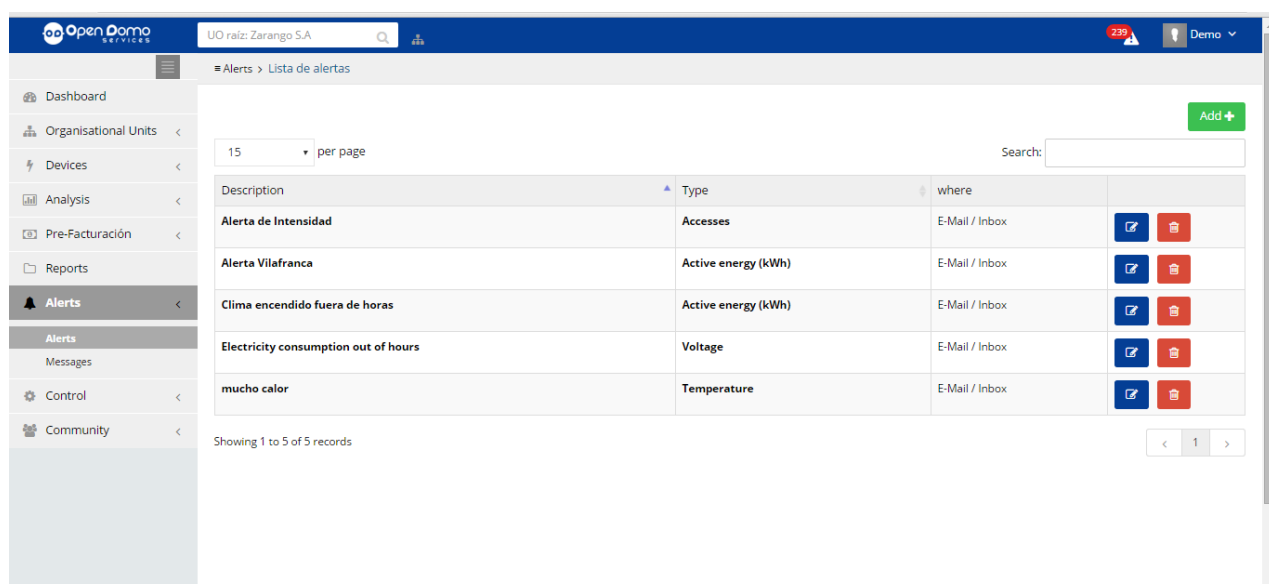 Open Domo
services
UO raíz: Zarango S.A
239
Demo
Alerts > Lista de alertas
Dashboard
Organisational Units
Devices
Analysis
Pre-Facturación
Reports
Alerts
Alerts
Messages
Control
Community
Add +
15 per page
Search:
Description Type where
Alerta de Intensidad Accesses E-Mail / Inbox
Alerta Vilafranca Active energy (kWh) E-Mail / Inbox
Clima encendido fuera de horas Active energy (kWh) E-Mail / Inbox
Electricity consumption out of hours Voltage E-Mail / Inbox
mucho calor Temperature E-Mail / Inbox
Showing 1 to 5 of 5 records
< 1 >